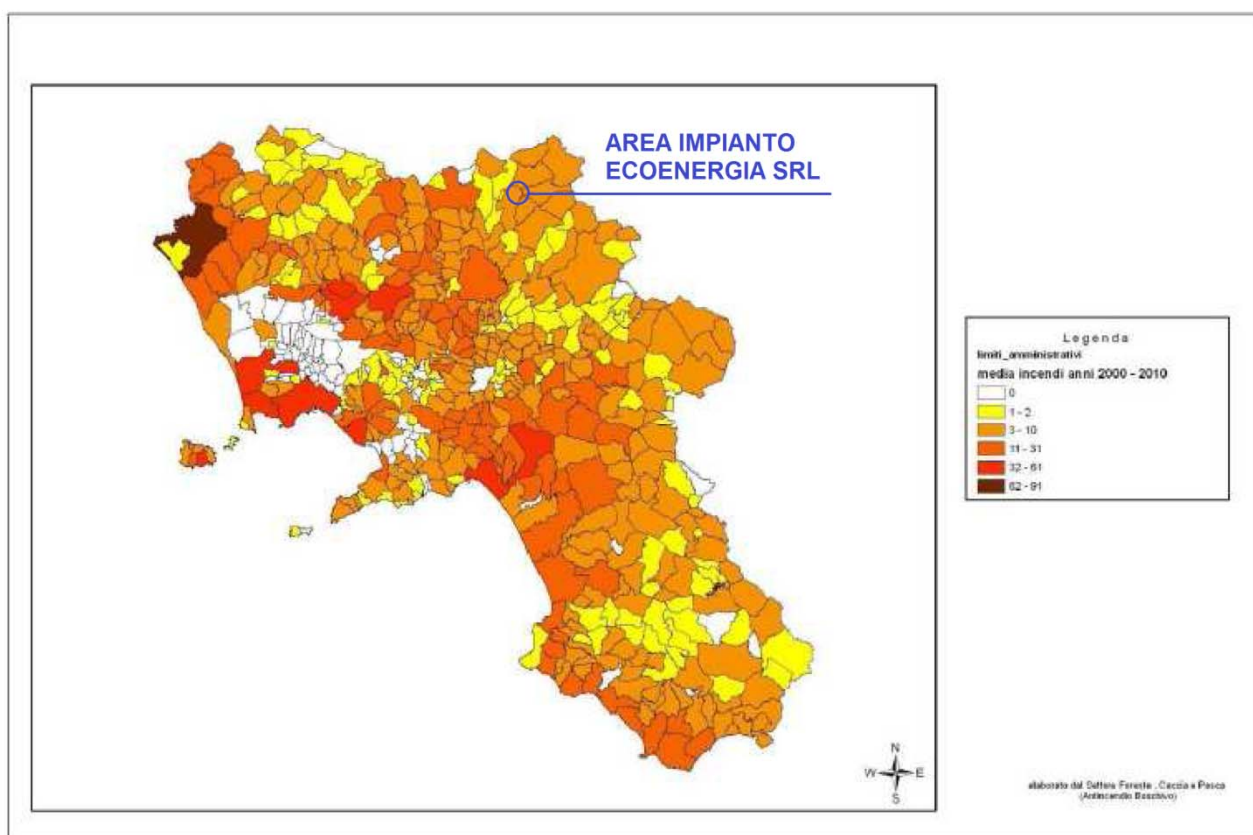 AREA IMPIANTO
ECOENERGIA SRL
Legenda
limiti_amministrativi
media incendi anni 2000 - 2010
0
1 - 2
3 - 10
11 - 31
32 - 61
62 - 91
N
W E
S
elaborato dal Settore Foreste , Caccia e Pesca
(Antincendio Boschivo)